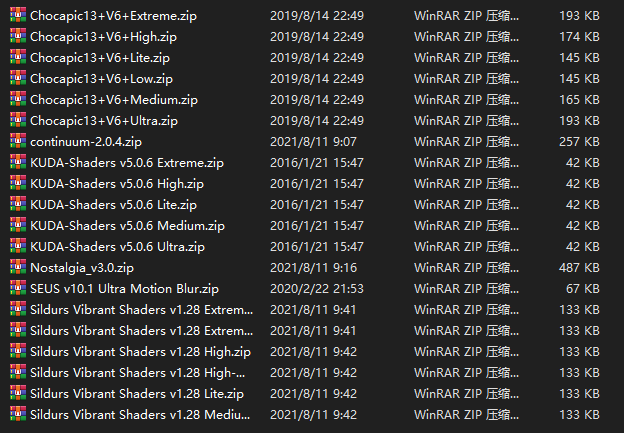 Chocapic13+V6+Extreme.zip 2019/8/14 22:49 WinRAR ZIP 压缩... 193 KB
Chocapic13+V6+High.zip 2019/8/14 22:49 WinRAR ZIP 压缩... 174 KB
Chocapic13+V6+Lite.zip 2019/8/14 22:49 WinRAR ZIP 压缩... 145 KB
Chocapic13+V6+Low.zip 2019/8/14 22:49 WinRAR ZIP 压缩... 145 KB
Chocapic13+V6+Medium.zip 2019/8/14 22:49 WinRAR ZIP 压缩... 165 KB
Chocapic13+V6+Ultra.zip 2019/8/14 22:49 WinRAR ZIP 压缩... 193 KB
continuum-2.0.4.zip 2021/8/11 9:07 WinRAR ZIP 压缩... 257 KB
KUDA-Shaders v5.0.6 Extreme.zip 2016/1/21 15:47 WinRAR ZIP 压缩... 42 KB
KUDA-Shaders v5.0.6 High.zip 2016/1/21 15:47 WinRAR ZIP 压缩... 42 KB
KUDA-Shaders v5.0.6 Lite.zip 2016/1/21 15:47 WinRAR ZIP 压缩... 42 KB
KUDA-Shaders v5.0.6 Medium.zip 2016/1/21 15:47 WinRAR ZIP 压缩... 42 KB
KUDA-Shaders v5.0.6 Ultra.zip 2016/1/21 15:47 WinRAR ZIP 压缩... 42 KB
Nostalgia_v3.0.zip 2021/8/11 9:16 WinRAR ZIP 压缩... 487 KB
SEUS v10.1 Ultra Motion Blur.zip 2020/2/22 21:53 WinRAR ZIP 压缩... 67 KB
Sildurs Vibrant Shaders v1.28 Extrem... 2021/8/11 9:41 WinRAR ZIP 压缩... 133 KB
Sildurs Vibrant Shaders v1.28 Extrem... 2021/8/11 9:41 WinRAR ZIP 压缩... 133 KB
Sildurs Vibrant Shaders v1.28 High.zip 2021/8/11 9:42 WinRAR ZIP 压缩... 133 KB
Sildurs Vibrant Shaders v1.28 High-... 2021/8/11 9:42 WinRAR ZIP 压缩... 133 KB
Sildurs Vibrant Shaders v1.28 Lite.zip 2021/8/11 9:42 WinRAR ZIP 压缩... 133 KB
Sildurs Vibrant Shaders v1.28 Mediu... 2021/8/11 9:42 WinRAR ZIP 压缩... 133 KB